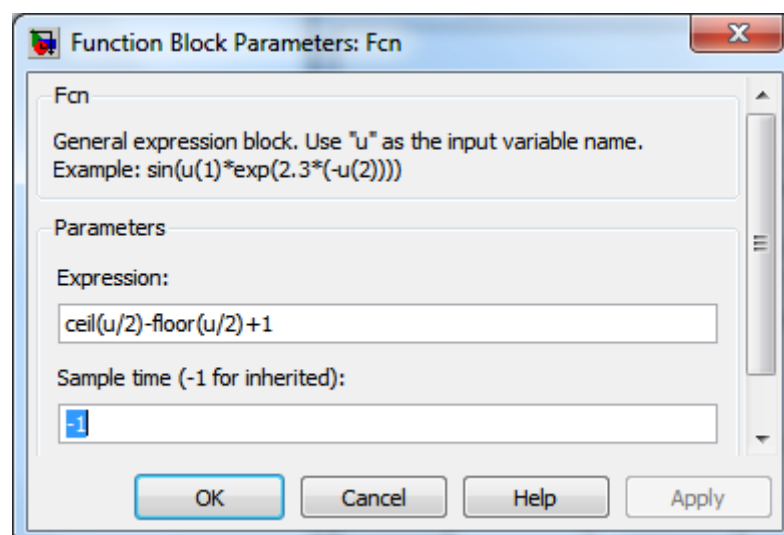 Function Block Parameters: Fcn
Fcn
General expression block. Use "u" as the input variable name.
Example: sin(u(1)*exp(2.3*(-u(2))))
Parameters
Expression:
ceil(u/2)-floor(u/2)+1
Sample time (-1 for inherited):
-1
OK Cancel Help Apply